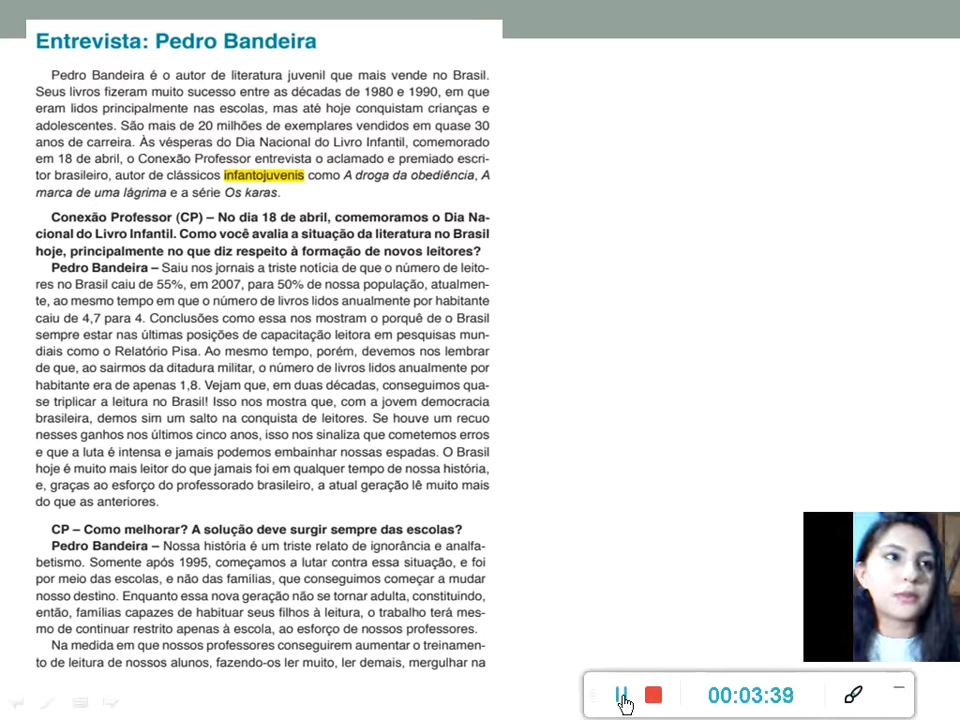 Entrevista: Pedro Bandeira
Pedro Bandeira é o autor de literatura juvenil que mais vende no Brasil.
Seus livros fizeram muito sucesso entre as décadas de 1980 e 1990, em que
eram lidos principalmente nas escolas, mas até hoje conquistam crianças e
adolescentes. São mais de 20 milhões de exemplares vendidos em quase 30
anos de carreira. Às vésperas do Dia Nacional do Livro Infantil, comemorado
em 18 de abril, o Conexão Professor entrevista o aclamado e premiado escri-
tor brasileiro, autor de clássicos infantojuvenis como A droga da obediência, A
marca de uma lágrima e a série Os karas.
Conexão Professor (CP) – No dia 18 de abril, comemoramos o Dia Na-
cional do Livro Infantil. Como você avalia a situação da literatura no Brasil
hoje, principalmente no que diz respeito à formação de novos leitores?
Pedro Bandeira – Saiu nos jornais a triste notícia de que o número de leito-
res no Brasil caiu de 55%, em 2007, para 50% de nossa população, atualmen-
te, ao mesmo tempo em que o número de livros lidos anualmente por habitante
caiu de 4,7 para 4. Conclusões como essa nos mostram o porquê de o Brasil
sempre estar nas últimas posições de capacitação leitora em pesquisas mun-
diais como o Relatório Pisa. Ao mesmo tempo, porém, devemos nos lembrar
de que, ao sairmos da ditadura militar, o número de livros lidos anualmente por
habitante era de apenas 1,8. Vejam que, em duas décadas, conseguimos qua-
se triplicar a leitura no Brasil! Isso nos mostra que, com a jovem democracia
brasileira, demos sim um salto na conquista de leitores. Se houve um recuo
nesses ganhos nos últimos cinco anos, isso nos sinaliza que cometemos erros
e que a luta é intensa e jamais podemos embainhar nossas espadas. O Brasil
hoje é muito mais leitor do que jamais foi em qualquer tempo de nossa história,
e, graças ao esforço do professorado brasileiro, a atual geração lê muito mais
do que as anteriores.
CP – Como melhorar? A solução deve surgir sempre das escolas?
Pedro Bandeira – Nossa história é um triste relato de ignorância e analfa-
betismo. Somente após 1995, começamos a lutar contra essa situação, e foi
por meio das escolas, e não das famílias, que conseguimos começar a mudar
nosso destino. Enquanto essa nova geração não se tornar adulta, constituindo,
então, famílias capazes de habituar seus filhos à leitura, o trabalho terá mes-
mo de continuar restrito apenas à escola, ao esforço de nossos professores.
Na medida em que nossos professores conseguirem aumentar o treinamen-
to de leitura de nossos alunos, fazendo-os ler muito, ler demais, mergulhar na
00:03:39